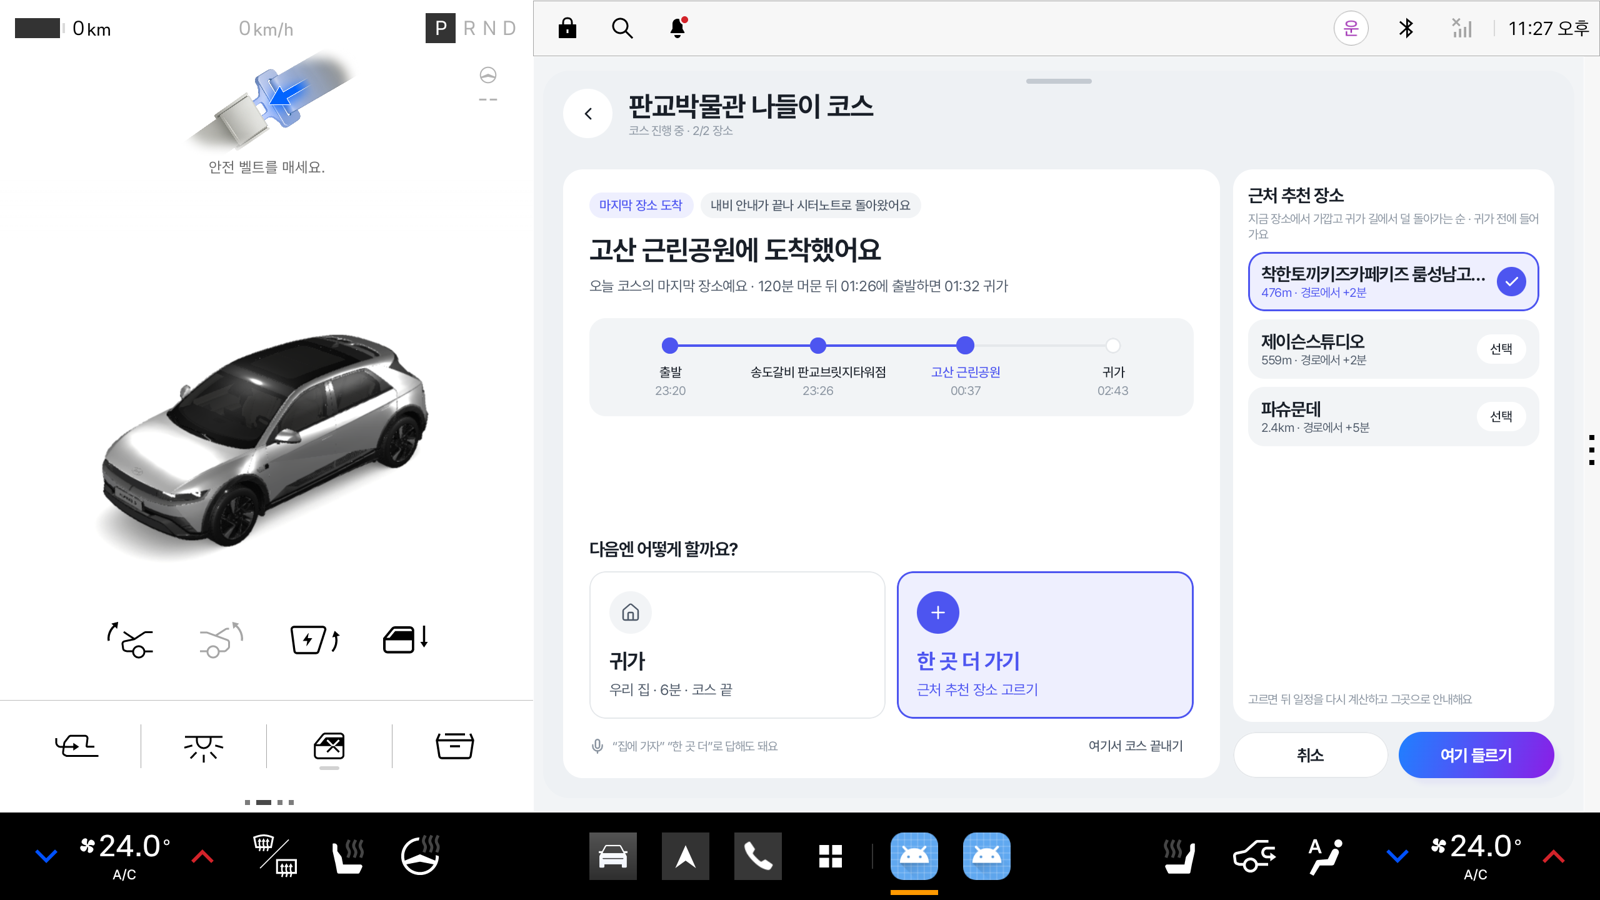 0 km
0 km/h
P R N D
안전 벨트를 매세요.
--
운
11:27 오후
판교박물관 나들이 코스
코스 진행 중 · 2/2 장소
마지막 장소 도착
내비 안내가 끝나 시터노트로 돌아왔어요
고산 근린공원에 도착했어요
오늘 코스의 마지막 장소예요 · 120분 머문 뒤 01:26에 출발하면 01:32 귀가
출발
23:20
송도갈비 판교브릿지타워점
23:26
고산 근린공원
00:37
귀가
02:43
다음엔 어떻게 할까요?
귀가
우리 집 · 6분 · 코스 끝
한 곳 더 가기
근처 추천 장소 고르기
“집에 가자” “한 곳 더”로 답해도 돼요
여기서 코스 끝내기
근처 추천 장소
지금 장소에서 가깝고 귀가 길에서 덜 돌아가는 순 · 귀가 전에 들어
가요
착한토끼키즈카페키즈 룸성남고...
476m · 경로에서 +2분
제이슨스튜디오
559m · 경로에서 +2분
선택
파슈문데
2.4km · 경로에서 +5분
선택
고르면 뒤 일정을 다시 계산하고 그곳으로 안내해요
취소
여기 들르기
24.0°
A/C
A
24.0°
A/C